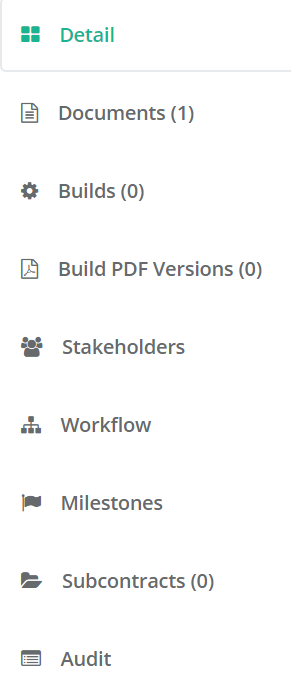 Detail
Documents (1)
Builds (0)
Build PDF Versions (0)
Stakeholders
Workflow
Milestones
Subcontracts (0)
Audit